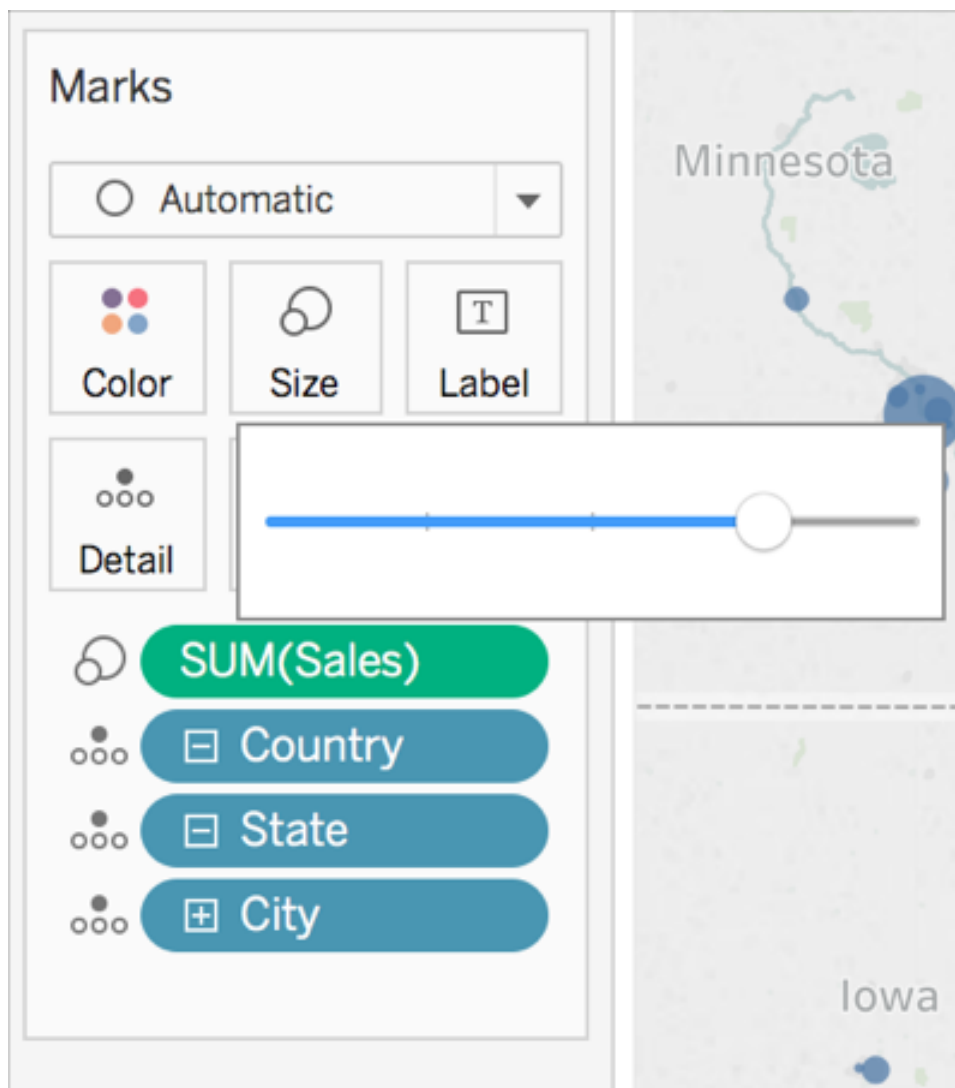 Marks
Automatic
Color
Size
Label
T
Detail
SUM(Sales)
Country
State
City
Minnesota
Iowa